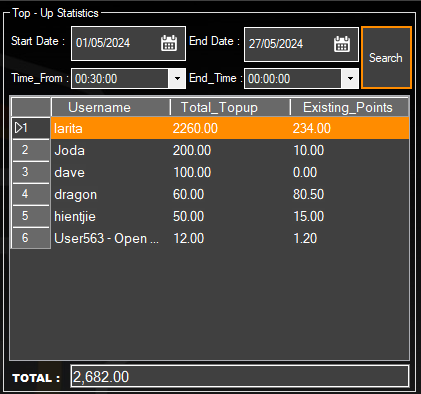 Top - Up Statistics
Start Date : 01/05/2024 End Date : 27/05/2024 Search
Time_From : 00:30:00 End_Time : 00:00:00
Username Total_Topup Existing_Points
1 larita 2260.00 234.00
2 Joda 200.00 10.00
3 dave 100.00 0.00
4 dragon 60.00 80.50
5 hientjie 50.00 15.00
6 User563 - Open ... 12.00 1.20
TOTAL : 2,682.00